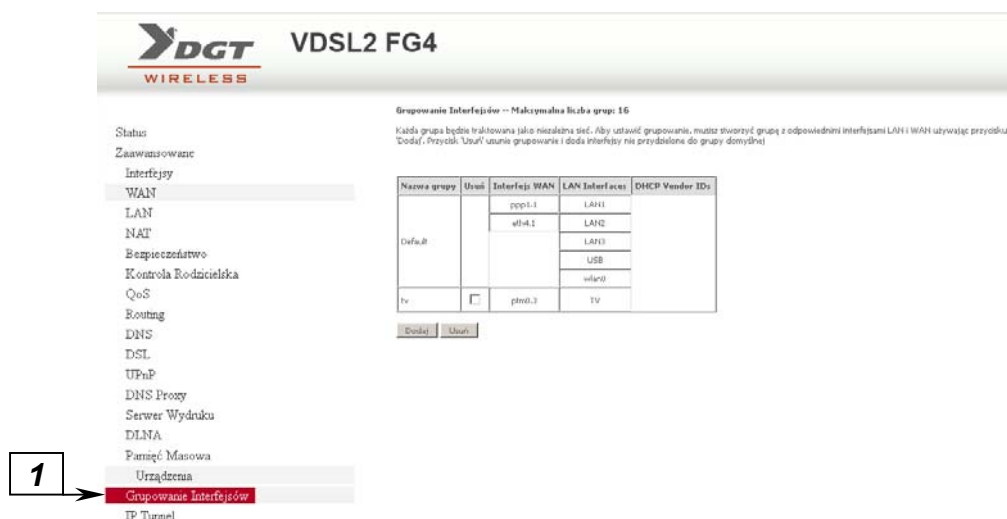 DGT
WIRELESS
VDSL2 FG4
Status
Zaawansowane
Interfejsy
WAN
LAN
NAT
Bezpieczeństwo
Kontrola Rodzicielska
QoS
Routing
DNS
DSL
UPnP
DNS Proxy
Serwer Wydruku
DLNA
Pamięć Masowa
Urządzenia
1
Grupowanie Interfejsów
IP Tunnel
Grupowanie Interfejsów -- Maksymalna liczba grup: 16
Każda grupa będzie traktowana jako niezależna sieć. Aby ustawić grupowanie, musisz stworzyć grupę z odpowiednimi interfejsami LAN i WAN używając przycisku
'Dodaj'. Przycisk 'Usuń' usunie grupowanie i doda interfejsy nie przydzielone do grupy domyślnej
Nazwa grupy Usuń Interfejs WAN LAN Interfaces DHCP Vender IDs
ppp1.1 LAN1
eth4.1 LAN2
Default LAN3
USB
wlan0
tv ptm0.3 TV
Dodaj Usuń